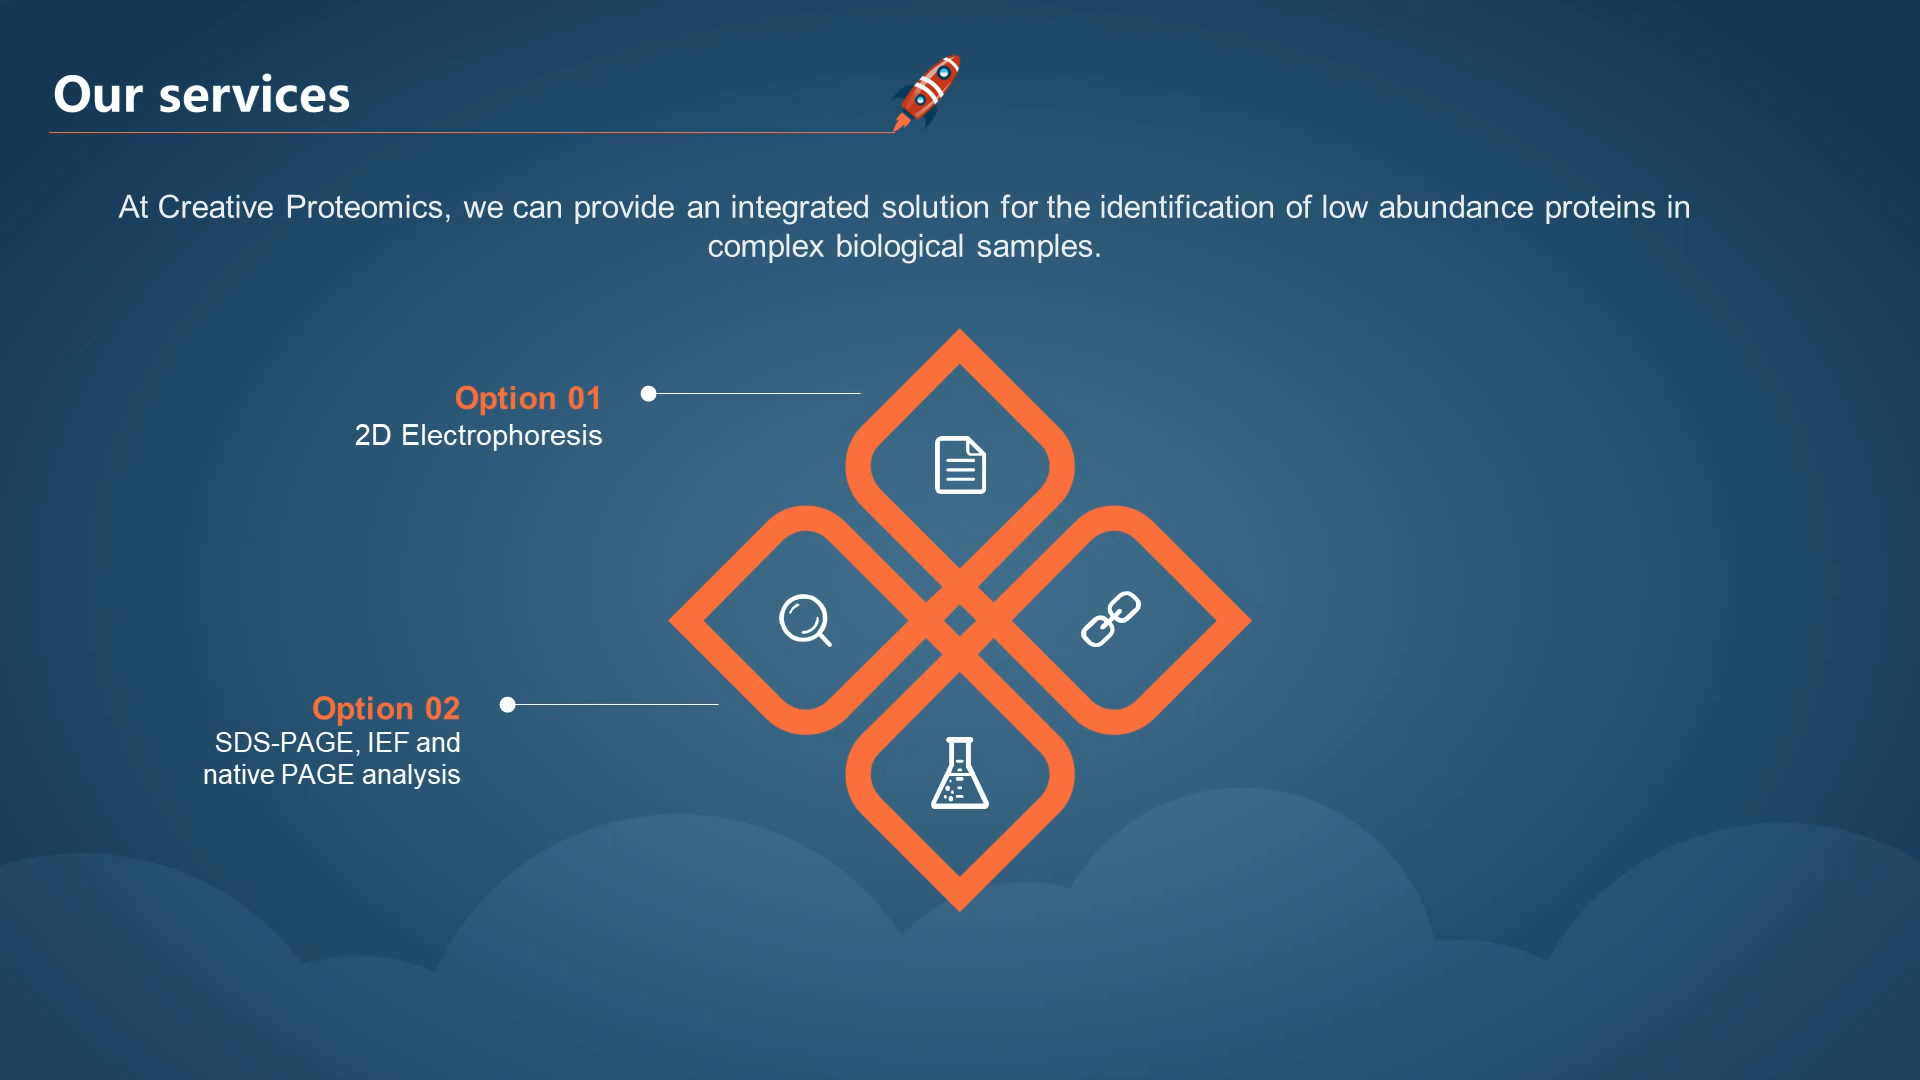 Our services
At Creative Proteomics, we can provide an integrated solution for the identification of low abundance proteins in
complex biological samples.
Option 01
2D Electrophoresis
Option 02
SDS-PAGE, IEF and
native PAGE analysis